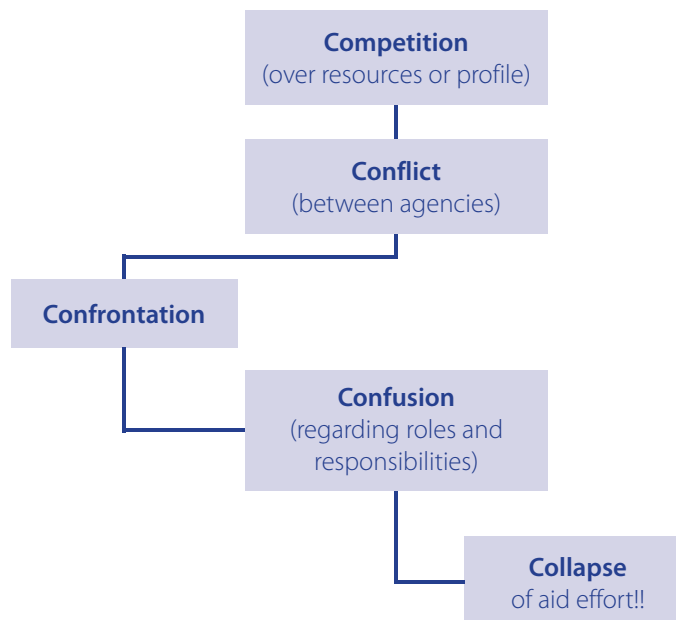 Competition
(over resources or profile)
Conflict
(between agencies)
Confrontation
Confusion
(regarding roles and
responsibilities)
Collapse
of aid effort!!